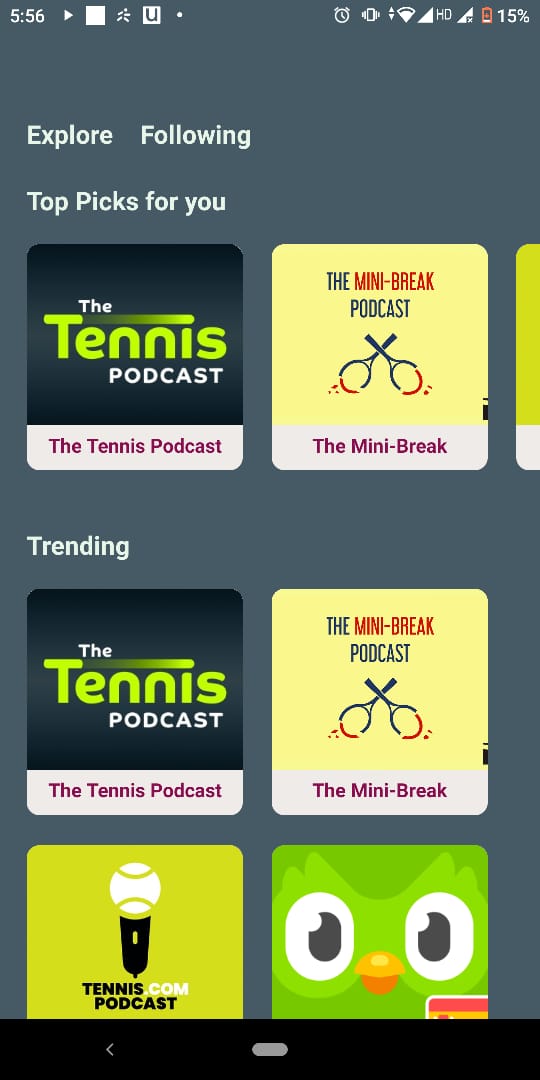 5:56 HD 15%
Explore Following
Top Picks for you
The
Tennis
PODCAST
The Tennis Podcast
THE MINI-BREAK
PODCAST
The Mini-Break
Trending
The
Tennis
PODCAST
The Tennis Podcast
THE MINI-BREAK
PODCAST
The Mini-Break
TENNIS.COM
PODCAST